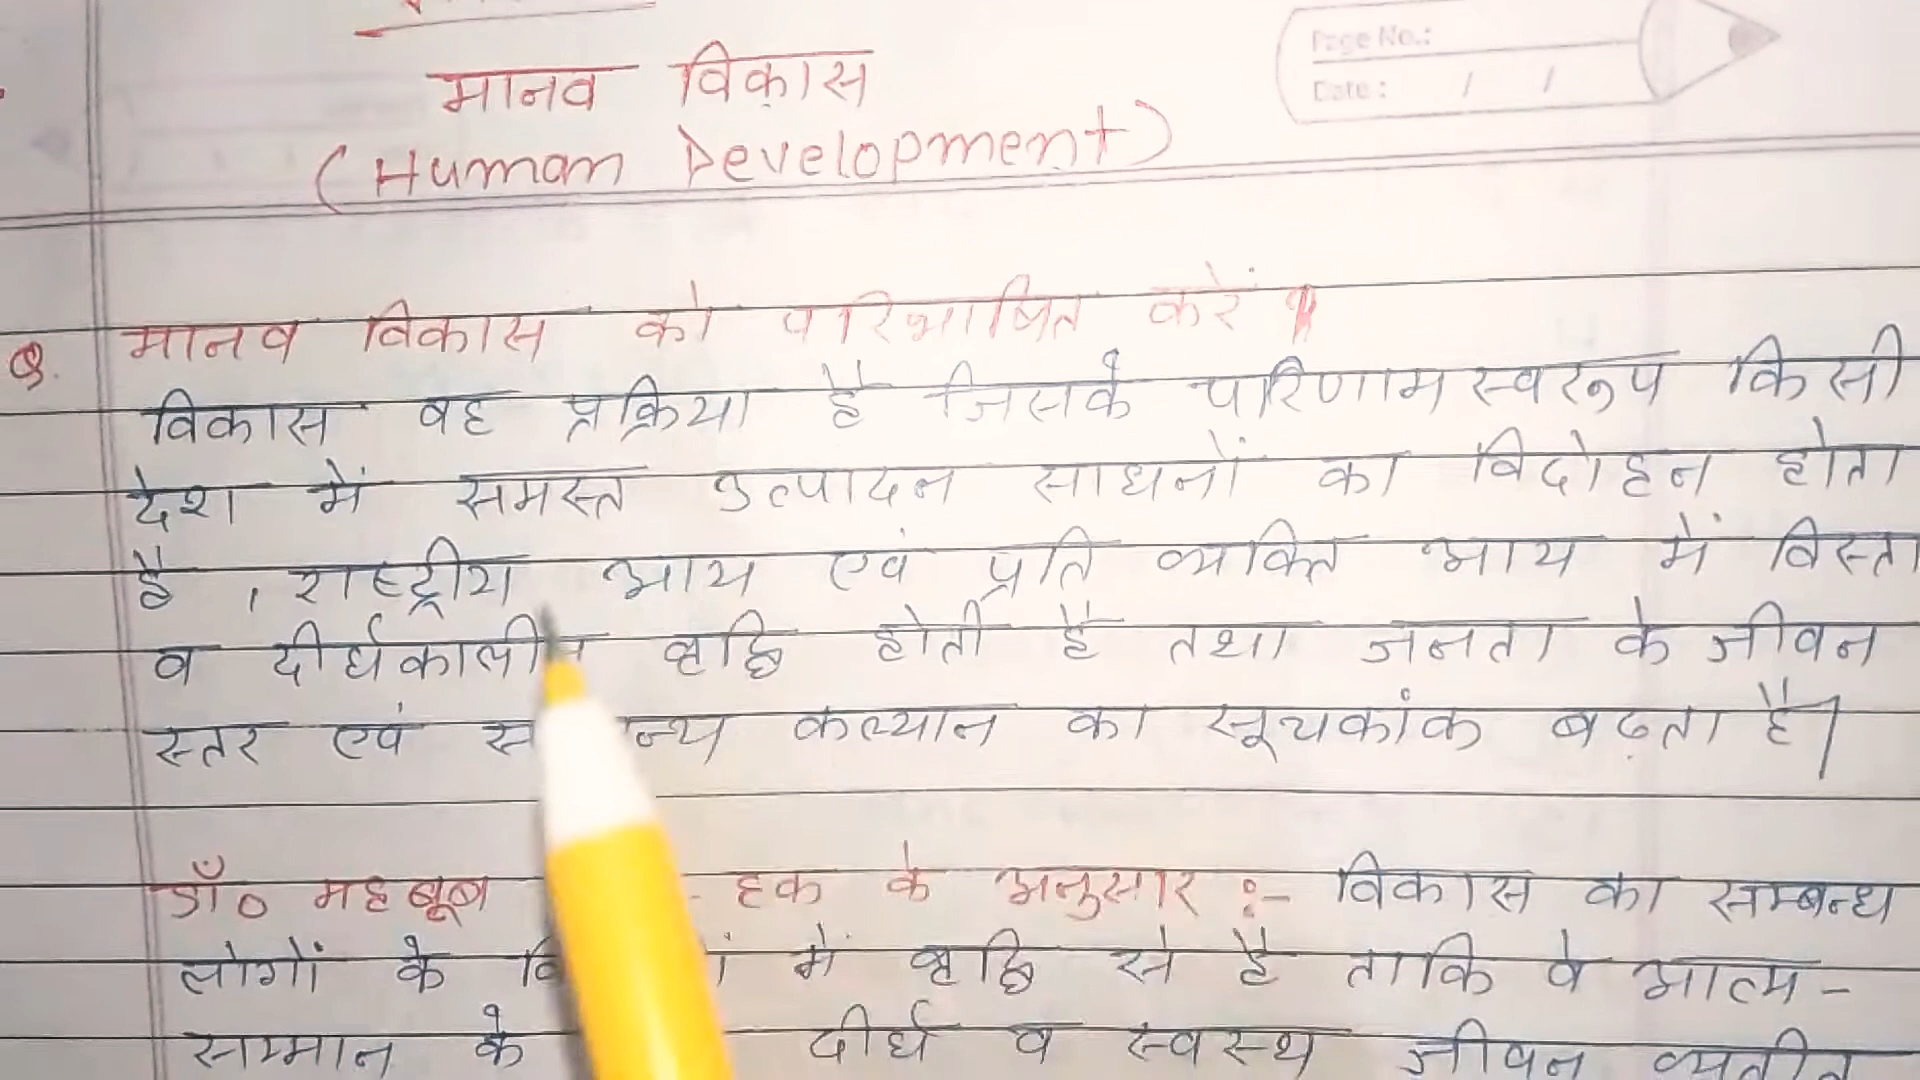 Page No.:
Date : / /
मानव विकास
(Human Development)
Q. मानव विकास को परिभाषित करें
विकास वह प्रक्रिया है जिसके परिणाम स्वरूप किसी
देश में समस्त उत्पादन साधनों का विदोहन होता
है , राष्ट्रीय आय एवं प्रति व्यक्ति आय में
व वृद्धि होती है तथा जनता के जीवन
स्तर एवं कल्यान का सूचकांक बढ़ता है।
डॉ० महबूब - हक के अनुसार :- विकास का सम्बन्ध
लोगों के में वृद्धि से है ताकि वे आत्म -
सम्मान के दीर्घ व स्वस्थ जीवन व्यतीत